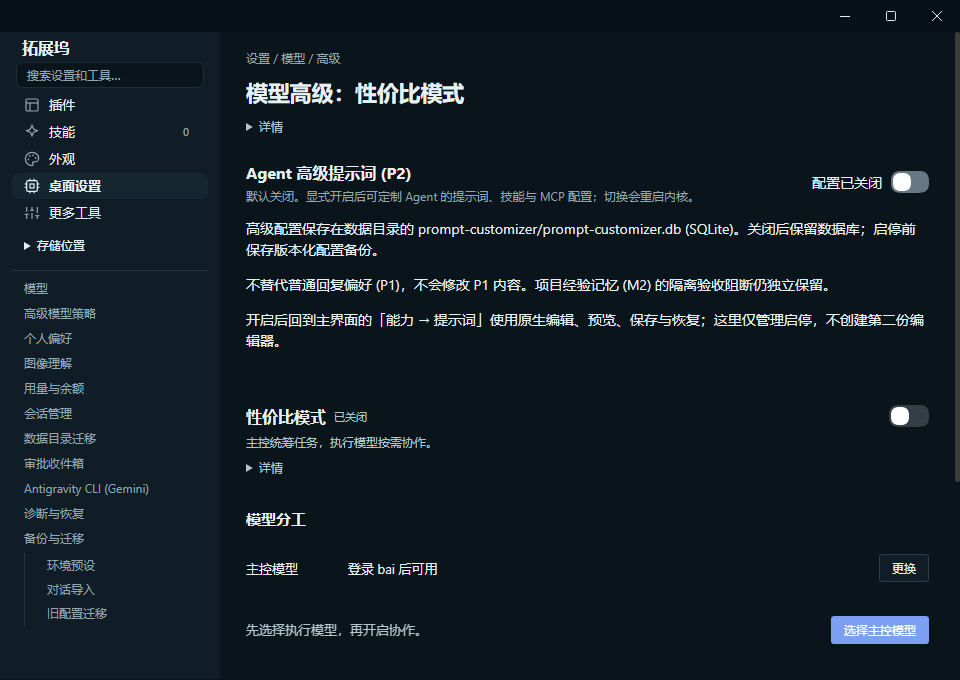 拓展坞
搜索设置和工具...
插件
技能 0
外观
桌面设置
更多工具
存储位置
模型
高级模型策略
个人偏好
图像理解
用量与余额
会话管理
数据目录迁移
审批收件箱
Antigravity CLI (Gemini)
诊断与恢复
备份与迁移
环境预设
对话导入
旧配置迁移
设置 / 模型 / 高级
模型高级：性价比模式
详情
Agent 高级提示词 (P2)
默认关闭。显式开启后可定制 Agent 的提示词、技能与 MCP 配置；切换会重启内核。
配置已关闭
高级配置保存在数据目录的 prompt-customizer/prompt-customizer.db (SQLite)。关闭后保留数据库；启停前
保存版本化配置备份。
不替代普通回复偏好 (P1)，不会修改 P1 内容。项目经验记忆 (M2) 的隔离验收阻断仍独立保留。
开启后回到主界面的「能力 → 提示词」使用原生编辑、预览、保存与恢复；这里仅管理启停，不创建第二份编
辑器。
性价比模式 已关闭
主控统筹任务，执行模型按需协作。
详情
模型分工
主控模型 登录 bai 后可用 更换
先选择执行模型，再开启协作。 选择主控模型